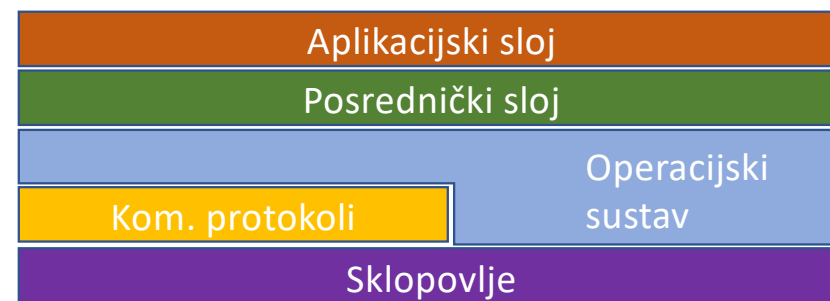 Aplikacijski sloj
Posrednički sloj
Operacijski
sustav
Kom. protokoli
Sklopovlje